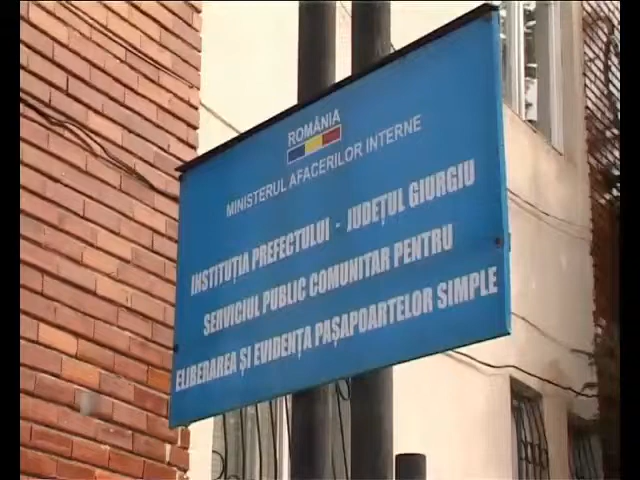 ROMÂNIA
MINISTERUL AFACERILOR INTERNE
INSTITUȚIA PREFECTULUI - JUDEȚUL GIURGIU
SERVICIUL PUBLIC COMUNITAR PENTRU
ELIBERAREA ȘI EVIDENȚA PAȘAPOARTELOR SIMPLE